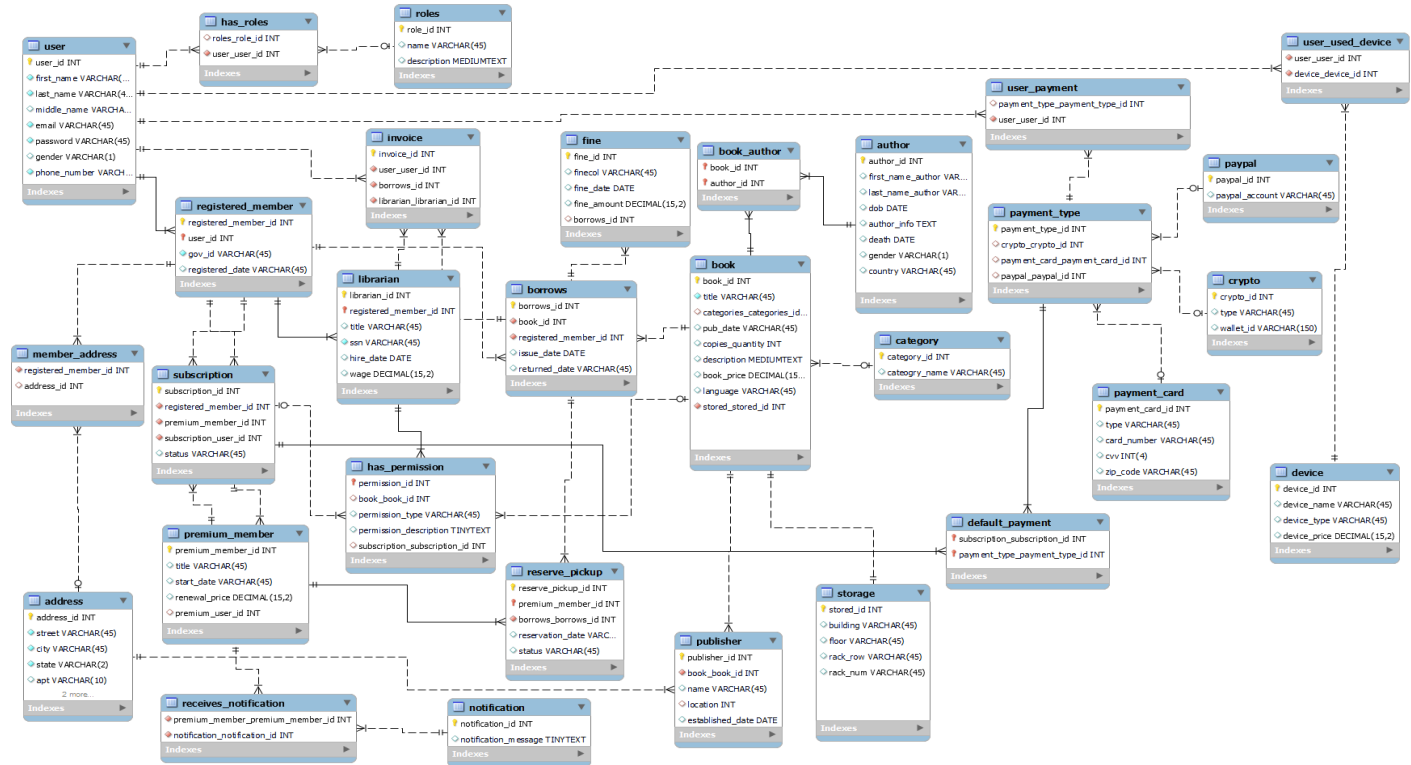 user
user_id INT
first_name VARCHAR(...
last_name VARCHAR(4...
middle_name VARCHA...
email VARCHAR(45)
password VARCHAR(45)
gender VARCHAR(1)
phone_number VARCH...
Indexes
has_roles
roles_role_id INT
user_user_id INT
Indexes
roles
role_id INT
name VARCHAR(45)
description MEDIUMTEXT
Indexes
user_used_device
user_user_id INT
device_device_id INT
Indexes
user_payment
payment_type_payment_type_id INT
user_user_id INT
Indexes
invoice
invoice_id INT
user_user_id INT
borrows_id INT
librarian_librarian_id INT
Indexes
fine
fine_id INT
finecol VARCHAR(45)
fine_date DATE
fine_amount DECIMAL(15,2)
borrows_id INT
Indexes
book_author
book_id INT
author_id INT
Indexes
author
author_id INT
first_name_author VAR...
last_name_author VAR...
dob DATE
author_info TEXT
death DATE
gender VARCHAR(1)
country VARCHAR(45)
Indexes
paypal
paypal_id INT
paypal_account VARCHAR(45)
Indexes
registered_member
registered_member_id INT
user_id INT
gov_id VARCHAR(45)
registered_date VARCHAR(45)
Indexes
payment_type
payment_type_id INT
crypto_crypto_id INT
payment_card_payment_card_id INT
paypal_paypal_id INT
Indexes
librarian
librarian_id INT
registered_member_id INT
title VARCHAR(45)
ssn VARCHAR(45)
hire_date DATE
wage DECIMAL(15,2)
Indexes
borrows
borrows_id INT
book_id INT
registered_member_id INT
issue_date DATE
returned_date VARCHAR(45)
Indexes
book
book_id INT
title VARCHAR(45)
categories_categories_id...
pub_date VARCHAR(45)
copies_quantity INT
description MEDIUMTEXT
book_price DECIMAL(15...
language VARCHAR(45)
stored_stored_id INT
Indexes
crypto
crypto_id INT
type VARCHAR(45)
wallet_id VARCHAR(150)
Indexes
category
category_id INT
cateogry_name VARCHAR(45)
Indexes
member_address
registered_member_id INT
address_id INT
Indexes
subscription
subscription_id INT
registered_member_id INT
premium_member_id INT
subscription_user_id INT
status VARCHAR(45)
Indexes
payment_card
payment_card_id INT
type VARCHAR(45)
card_number VARCHAR(45)
cvv INT(4)
zip_code VARCHAR(45)
Indexes
has_permission
permission_id INT
book_book_id INT
permission_type VARCHAR(45)
permission_description TINYTEXT
subscription_subscription_id INT
Indexes
device
device_id INT
device_name VARCHAR(45)
device_type VARCHAR(45)
device_price DECIMAL(15,2)
Indexes
default_payment
subscription_subscription_id INT
payment_type_payment_type_id INT
Indexes
premium_member
premium_member_id INT
title VARCHAR(45)
start_date VARCHAR(45)
renewal_price DECIMAL(15,2)
premium_user_id INT
Indexes
reserve_pickup
reserve_pickup_id INT
premium_member_id INT
borrows_borrows_id INT
reservation_date VARC...
status VARCHAR(45)
Indexes
storage
stored_id INT
building VARCHAR(45)
floor VARCHAR(45)
rack_row VARCHAR(45)
rack_num VARCHAR(45)
Indexes
address
address_id INT
street VARCHAR(45)
city VARCHAR(45)
state VARCHAR(2)
apt VARCHAR(10)
2 more...
Indexes
publisher
publisher_id INT
book_book_id INT
name VARCHAR(45)
location INT
established_date DATE
Indexes
receives_notification
premium_member_premium_member_id INT
notification_notification_id INT
Indexes
notification
notification_id INT
notification_message TINYTEXT
Indexes